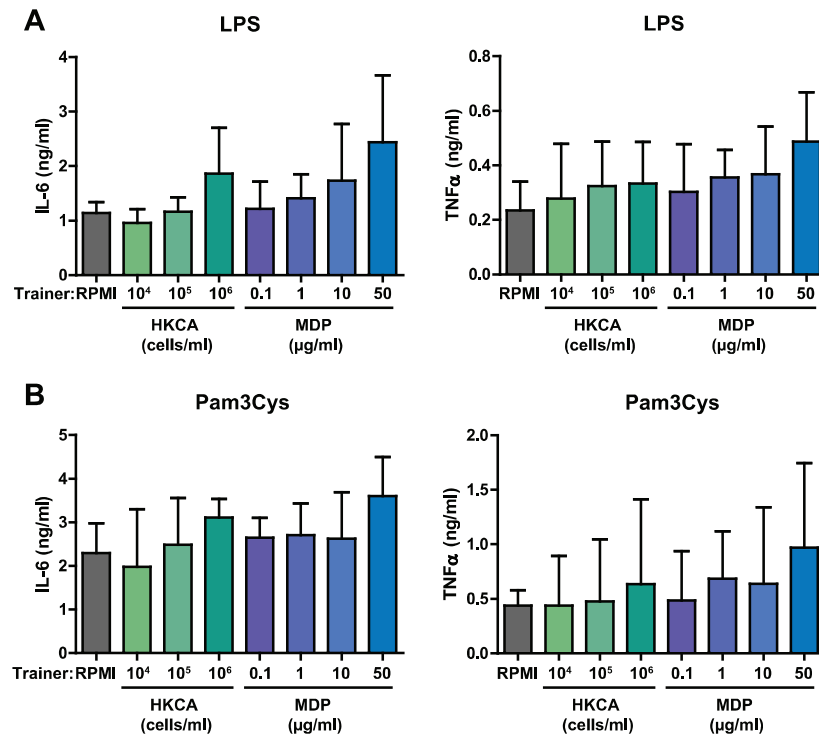 A
LPS
IL-6 (ng/ml)
4
3
2
1
0
Trainer: RPMI 10⁴ 10⁵ 10⁶ 0.1 1 10 50
HKCA MDP
(cells/ml) (µg/ml)
LPS
TNFα (ng/ml)
0.8
0.6
0.4
0.2
0.0
RPMI 10⁴ 10⁵ 10⁶ 0.1 1 10 50
HKCA MDP
(cells/ml) (µg/ml)
B
Pam3Cys
IL-6 (ng/ml)
5
4
3
2
1
0
Trainer: RPMI 10⁴ 10⁵ 10⁶ 0.1 1 10 50
HKCA MDP
(cells/ml) (µg/ml)
Pam3Cys
TNFα (ng/ml)
2.0
1.5
1.0
0.5
0.0
RPMI 10⁴ 10⁵ 10⁶ 0.1 1 10 50
HKCA MDP
(cells/ml) (µg/ml)